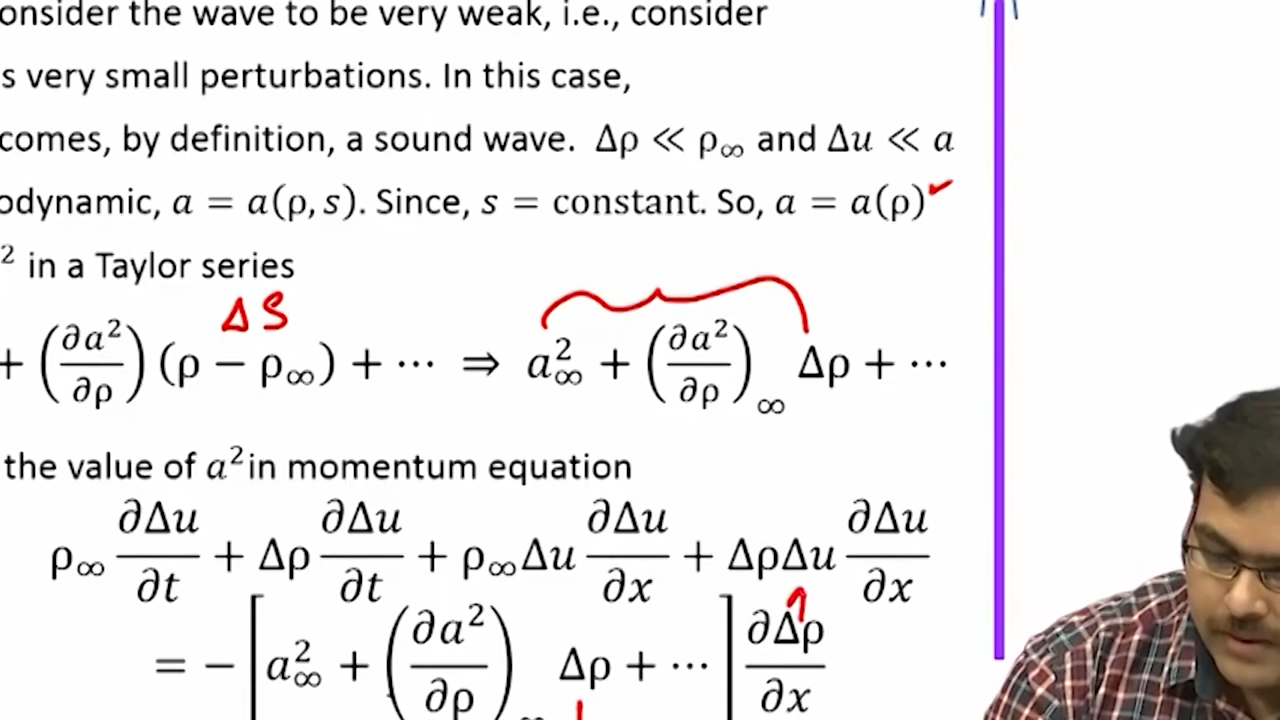 onsider the wave to be very weak, i.e., consider
s very small perturbations. In this case,
comes, by definition, a sound wave. Δρ ≪ ρ∞ and Δu ≪ a
odynamic, a = a(ρ, s). Since, s = constant. So, a = a(ρ)✓
² in a Taylor series
ΔS
+ (∂a²/∂ρ) (ρ − ρ∞) + ⋯ ⇒ a∞² + (∂a²/∂ρ)∞ Δρ + ⋯
the value of a² in momentum equation
ρ∞ ∂Δu/∂t + Δρ ∂Δu/∂t + ρ∞Δu ∂Δu/∂x + ΔρΔu ∂Δu/∂x
= − [a∞² + (∂a²/∂ρ)∞ Δρ + ⋯] ∂Δρ/∂x